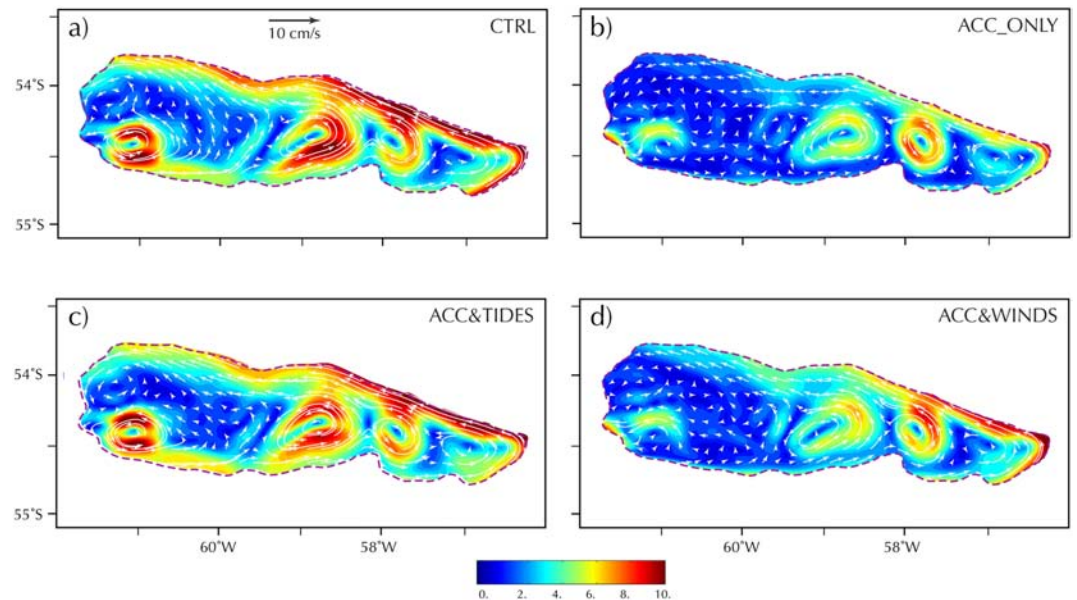 a)
10 cm/s
CTRL
b)
ACC_ONLY
54°S
55°S
c)
ACC&TIDES
d)
ACC&WINDS
54°S
55°S
60°W
58°W
60°W
58°W
0. 2. 4. 6. 8. 10.